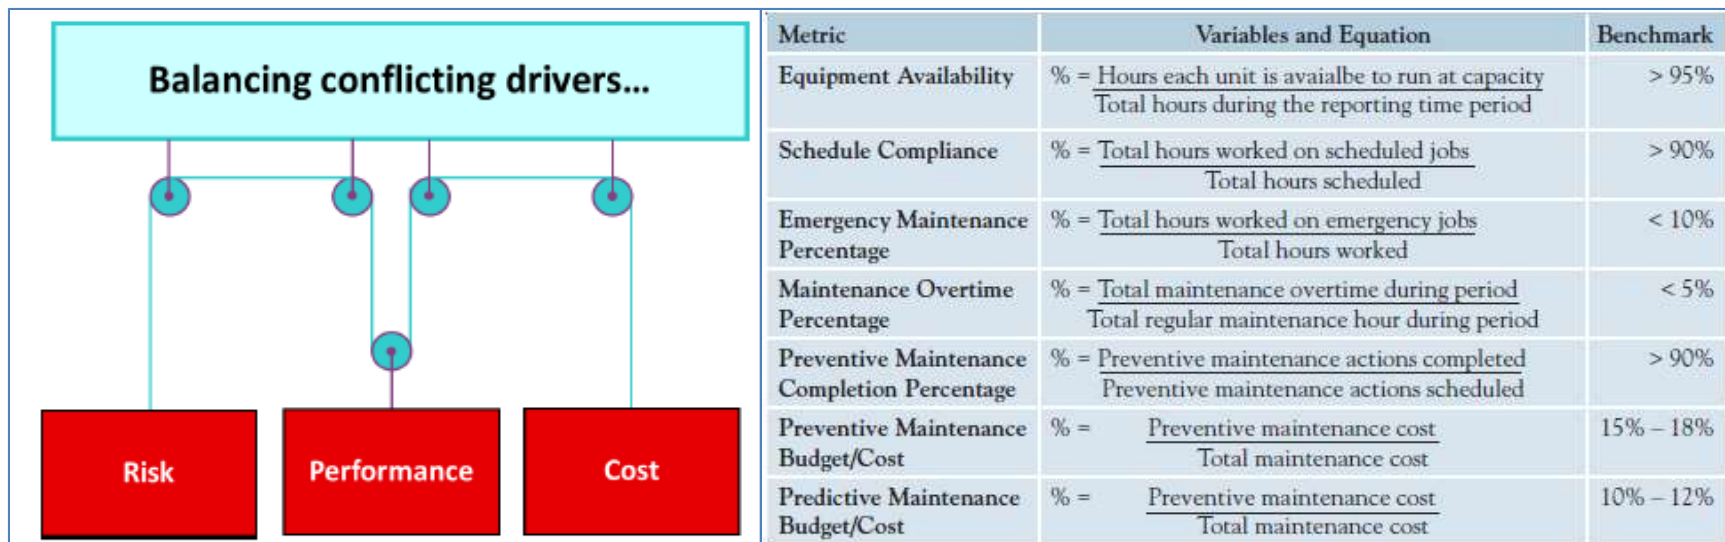 Balancing conflicting drivers...
Risk
Performance
Cost
Metric Variables and Equation Benchmark
Equipment Availability % = Hours each unit is avaialbe to run at capacity > 95%
Total hours during the reporting time period
Schedule Compliance % = Total hours worked on scheduled jobs > 90%
Total hours scheduled
Emergency Maintenance % = Total hours worked on emergency jobs < 10%
Percentage Total hours worked
Maintenance Overtime % = Total maintenance overtime during period < 5%
Percentage Total regular maintenance hour during period
Preventive Maintenance % = Preventive maintenance actions completed > 90%
Completion Percentage Preventive maintenance actions scheduled
Preventive Maintenance % = Preventive maintenance cost 15% – 18%
Budget/Cost Total maintenance cost
Predictive Maintenance % = Preventive maintenance cost 10% – 12%
Budget/Cost Total maintenance cost